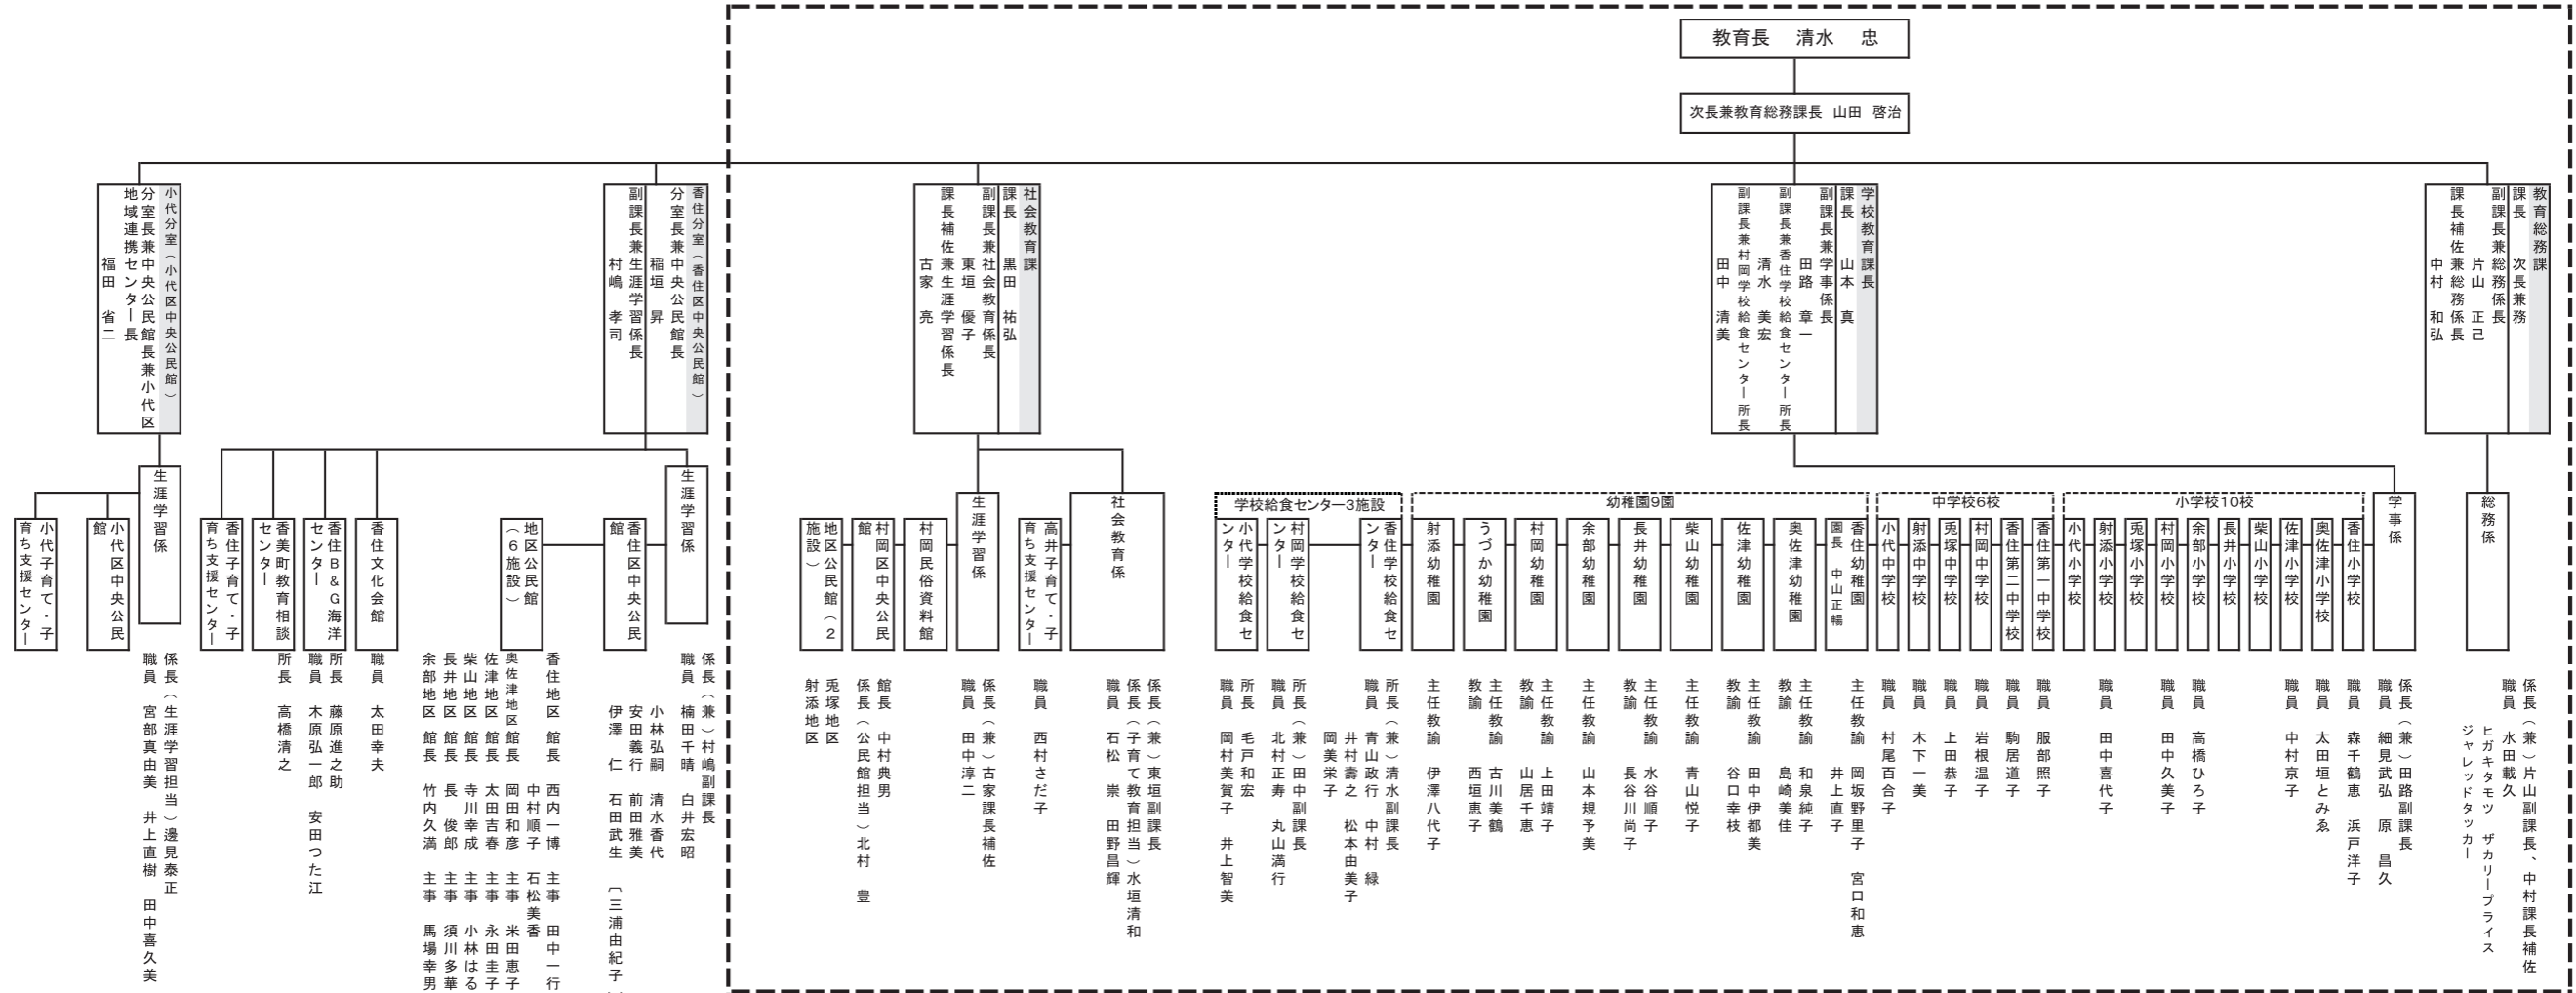 教育長 清水 忠
次長兼教育総務課長 山田 啓治
教育総務課
課長 次長兼務
副課長兼総務係長
片山 正己
課長補佐兼総務係長
中村 和弘
学校教育課長
課長 山本 真
副課長兼学事係長
田路 章一
副課長兼香住学校給食センター所長
清水 美宏
副課長兼村岡学校給食センター所長
田中 清美
社会教育課
課長 黒田 祐弘
副課長兼社会教育係長
東垣 優子
課長補佐兼生涯学習係長
古家 亮
香住分室（香住区中央公民館）
分室長兼中央公民館長
稲垣 昇
副課長兼生涯学習係長
村嶋 孝司
小代分室（小代区中央公民館）
分室長兼中央公民館長兼小代区
地域連携センター長
福田 省二
総務係
係長（兼）片山副課長、中村課長補佐
職員 水田載久
ヒガキタモツ ザカリープライス
ジャレッドタッカー
学事係
係長（兼）田路副課長
職員 細見武弘 原 昌久
小学校10校
香住小学校
職員 森千鶴恵 浜戸洋子
奥佐津小学校
職員 太田垣とみゑ
佐津小学校
職員 中村京子
柴山小学校
長井小学校
余部小学校
職員 高橋ひろ子
村岡小学校
職員 田中久美子
兎塚小学校
射添小学校
職員 田中喜代子
小代小学校
中学校6校
香住第一中学校
職員 服部照子
香住第二中学校
職員 駒居道子
村岡中学校
職員 岩根温子
兎塚中学校
職員 上田恭子
射添中学校
職員 木下一美
小代中学校
職員 村尾百合子
幼稚園9園
香住幼稚園
園長 中山正暢
主任教諭 岡坂野里子 宮口和恵
井上直子
奥佐津幼稚園
主任教諭 和泉純子
教諭 島崎美佳
佐津幼稚園
主任教諭 田中伊都美
教諭 谷口幸枝
柴山幼稚園
主任教諭 青山悦子
長井幼稚園
主任教諭 水谷順子
教諭 長谷川尚子
余部幼稚園
主任教諭 山本規予美
村岡幼稚園
主任教諭 上田靖子
教諭 山居千恵
うづか幼稚園
主任教諭 古川美鶴
教諭 西垣恵子
射添幼稚園
主任教諭 伊澤八代子
学校給食センター3施設
香住学校給食セ
ンター
所長（兼）清水副課長
職員 青山政行 中村 緑
井村壽之 松本由美子
岡美栄子
村岡学校給食セ
ンター
所長（兼）田中副課長
職員 北村正寿 丸山満行
小代学校給食セ
ンター
所長 毛戸和宏
職員 岡村美賀子 井上智美
社会教育係
係長（兼）東垣副課長
係長（子育て教育担当）水垣清和
職員 石松 崇 田野昌輝
高井子育て・子
育ち支援センター
職員 西村さだ子
生涯学習係
係長（兼）古家課長補佐
職員 田中淳二
村岡民俗資料館
村岡区中央公民
館
館長 中村典男
係長（公民館担当）北村 豊
地区公民館（2
施設）
兎塚地区
射添地区
生涯学習係
係長（兼）村嶋副課長
職員 楠田千晴 白井宏昭
香住区中央公民
館
小林弘嗣 清水香代
安田義行 前田雅美
伊澤 仁 石田武生 〔三浦由紀子〕
地区公民館
（6施設）
香住地区 館長 西内一博 主事 田中一行
中村順子 石松美香
奥佐津地区館長 岡田和彦 主事 米田恵子
佐津地区 館長 太田吉春 主事 永田圭子
柴山地区 館長 寺川幸成 主事 小林はる
長井地区 館長 長 俊郎 主事 須川多華
余部地区 館長 竹内久満 主事 馬場幸男
香住文化会館
職員 太田幸夫
香住B&G海洋
センター
所長 藤原進之助
職員 木原弘一郎 安田つた江
香美町教育相談
センター
所長 高橋清之
香住子育て・子
育ち支援センター
生涯学習係
係長（生涯学習担当）邊見泰正
職員 宮部真由美 井上直樹 田中喜久美
小代区中央公民
館
小代子育て・子
育ち支援センター